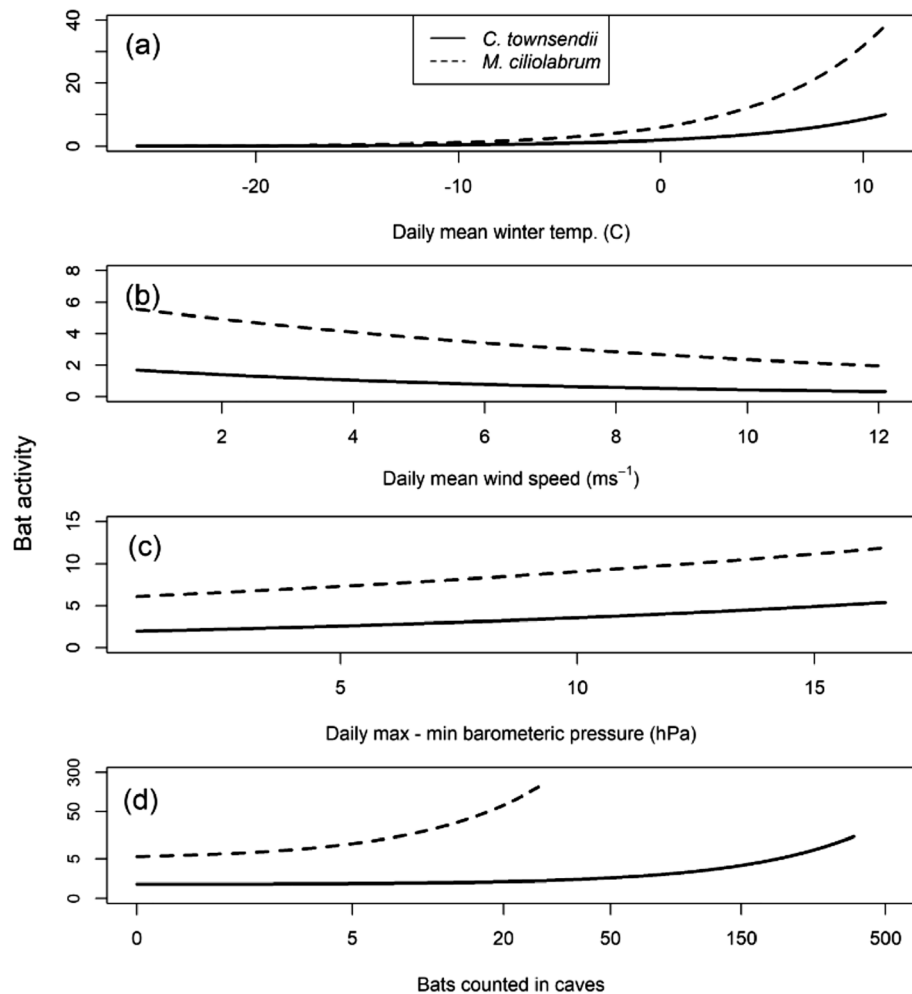 (a)
C. townsendii
M. ciliolabrum
40
20
0
-20 -10 0 10
Daily mean winter temp. (C)
(b)
8
6
4
2
0
2 4 6 8 10 12
Daily mean wind speed (ms⁻¹)
Bat activity
(c)
15
10
5
0
5 10 15
Daily max - min barometeric pressure (hPa)
(d)
300
50
5
0
0 5 20 50 150 500
Bats counted in caves